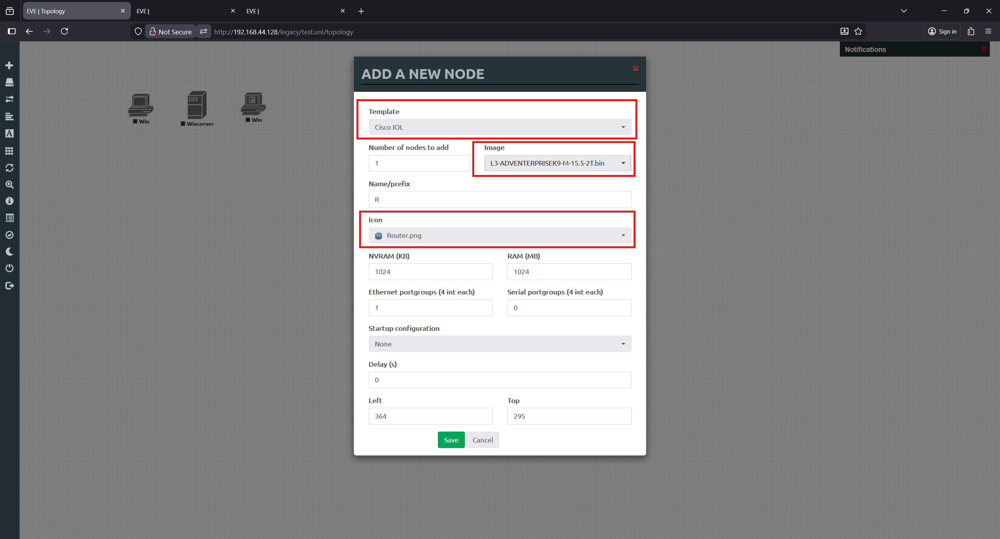 EVE | Topology
EVE |
EVE |
Not Secure
http://192.168.44.128/legacy/test.unl/topology
Sign in
Notifications
ADD A NEW NODE
Win
Winserver
Win
Template
Cisco IOL
Number of nodes to add
Image
1
L3-ADVENTERPRISEK9-M-15.5-2T.bin
Name/prefix
R
Icon
Router.png
NVRAM (KB)
RAM (MB)
1024
1024
Ethernet portgroups (4 int each)
Serial portgroups (4 int each)
1
0
Startup configuration
None
Delay (s)
0
Left
Top
364
295
Save
Cancel